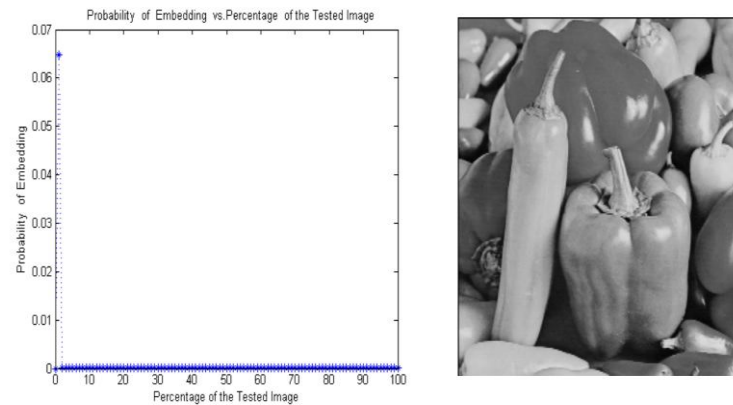 Probability of Embedding vs.Percentage of the Tested Image
Probability of Embedding
0.07
0.06
0.05
0.04
0.03
0.02
0.01
0
0 10 20 30 40 50 60 70 80 90 100
Percentage of the Tested Image